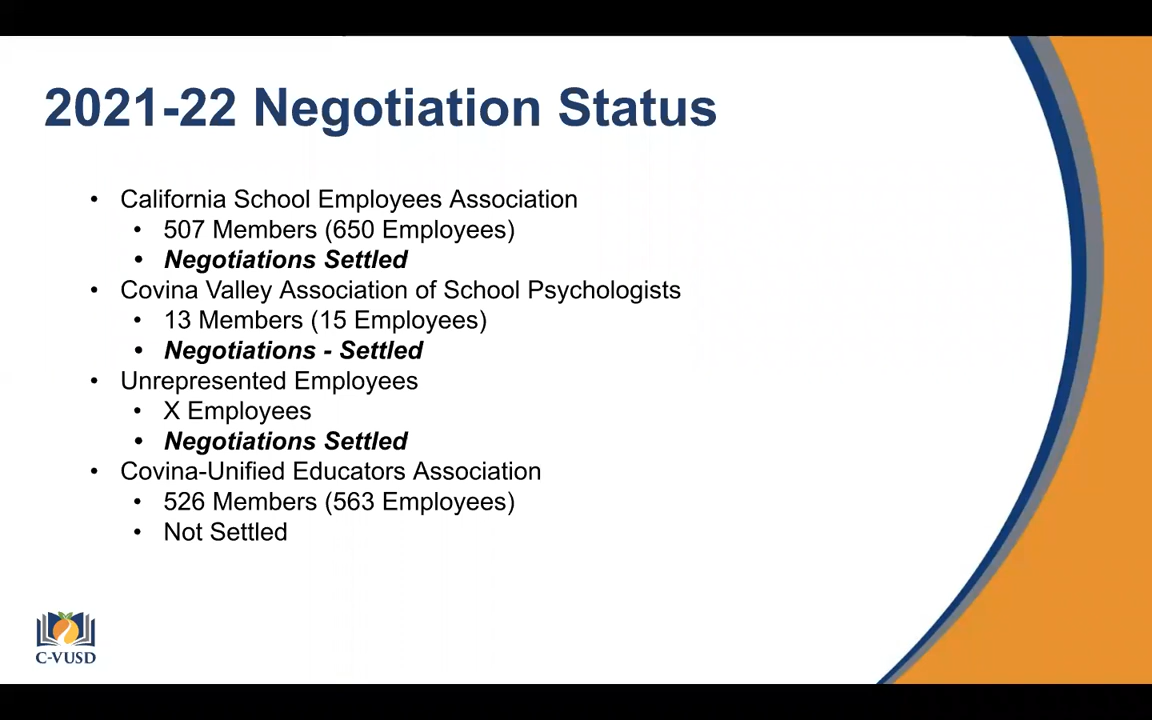 2021-22 Negotiation Status
• California School Employees Association
• 507 Members (650 Employees)
• Negotiations Settled
• Covina Valley Association of School Psychologists
• 13 Members (15 Employees)
• Negotiations - Settled
• Unrepresented Employees
• X Employees
• Negotiations Settled
• Covina-Unified Educators Association
• 526 Members (563 Employees)
• Not Settled
C-VUSD